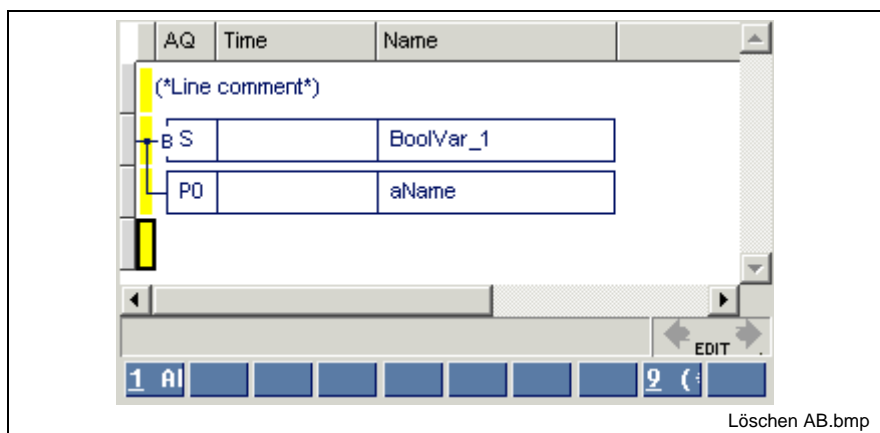 AQ Time Name
(*Line comment*)
B S BoolVar_1
P0 aName
EDIT
1 Al 9 (
Löschen AB.bmp